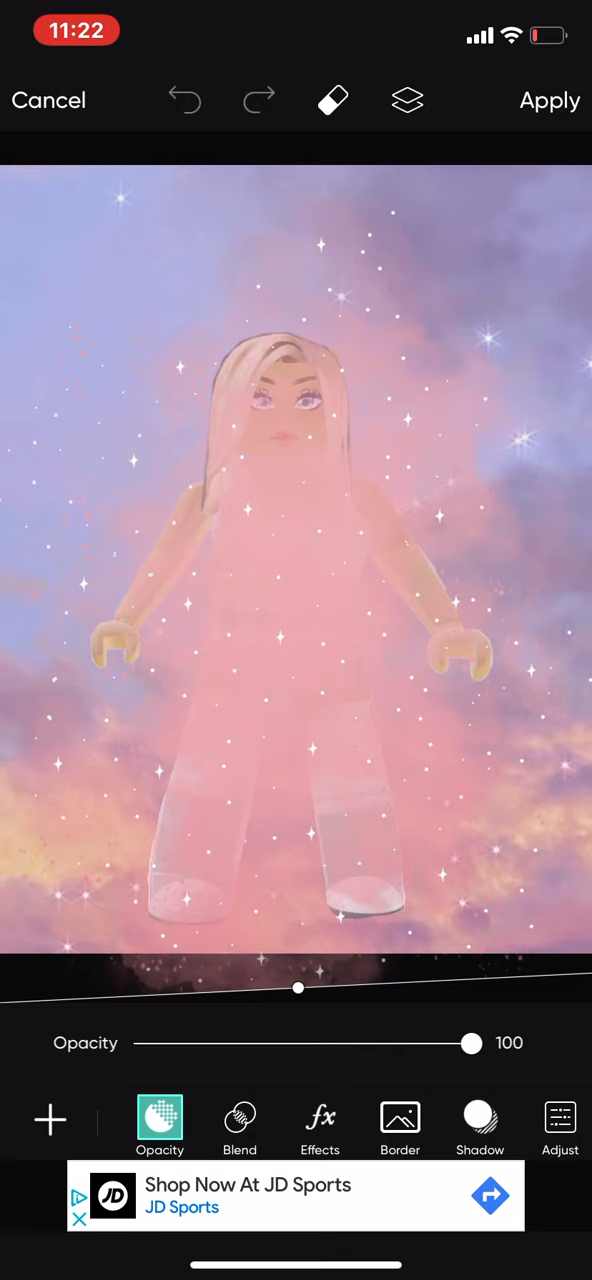 11:22
Cancel
Apply
Opacity
100
Opacity
Blend
fx
Effects
Border
Shadow
Adjust
JD
Shop Now At JD Sports
JD Sports